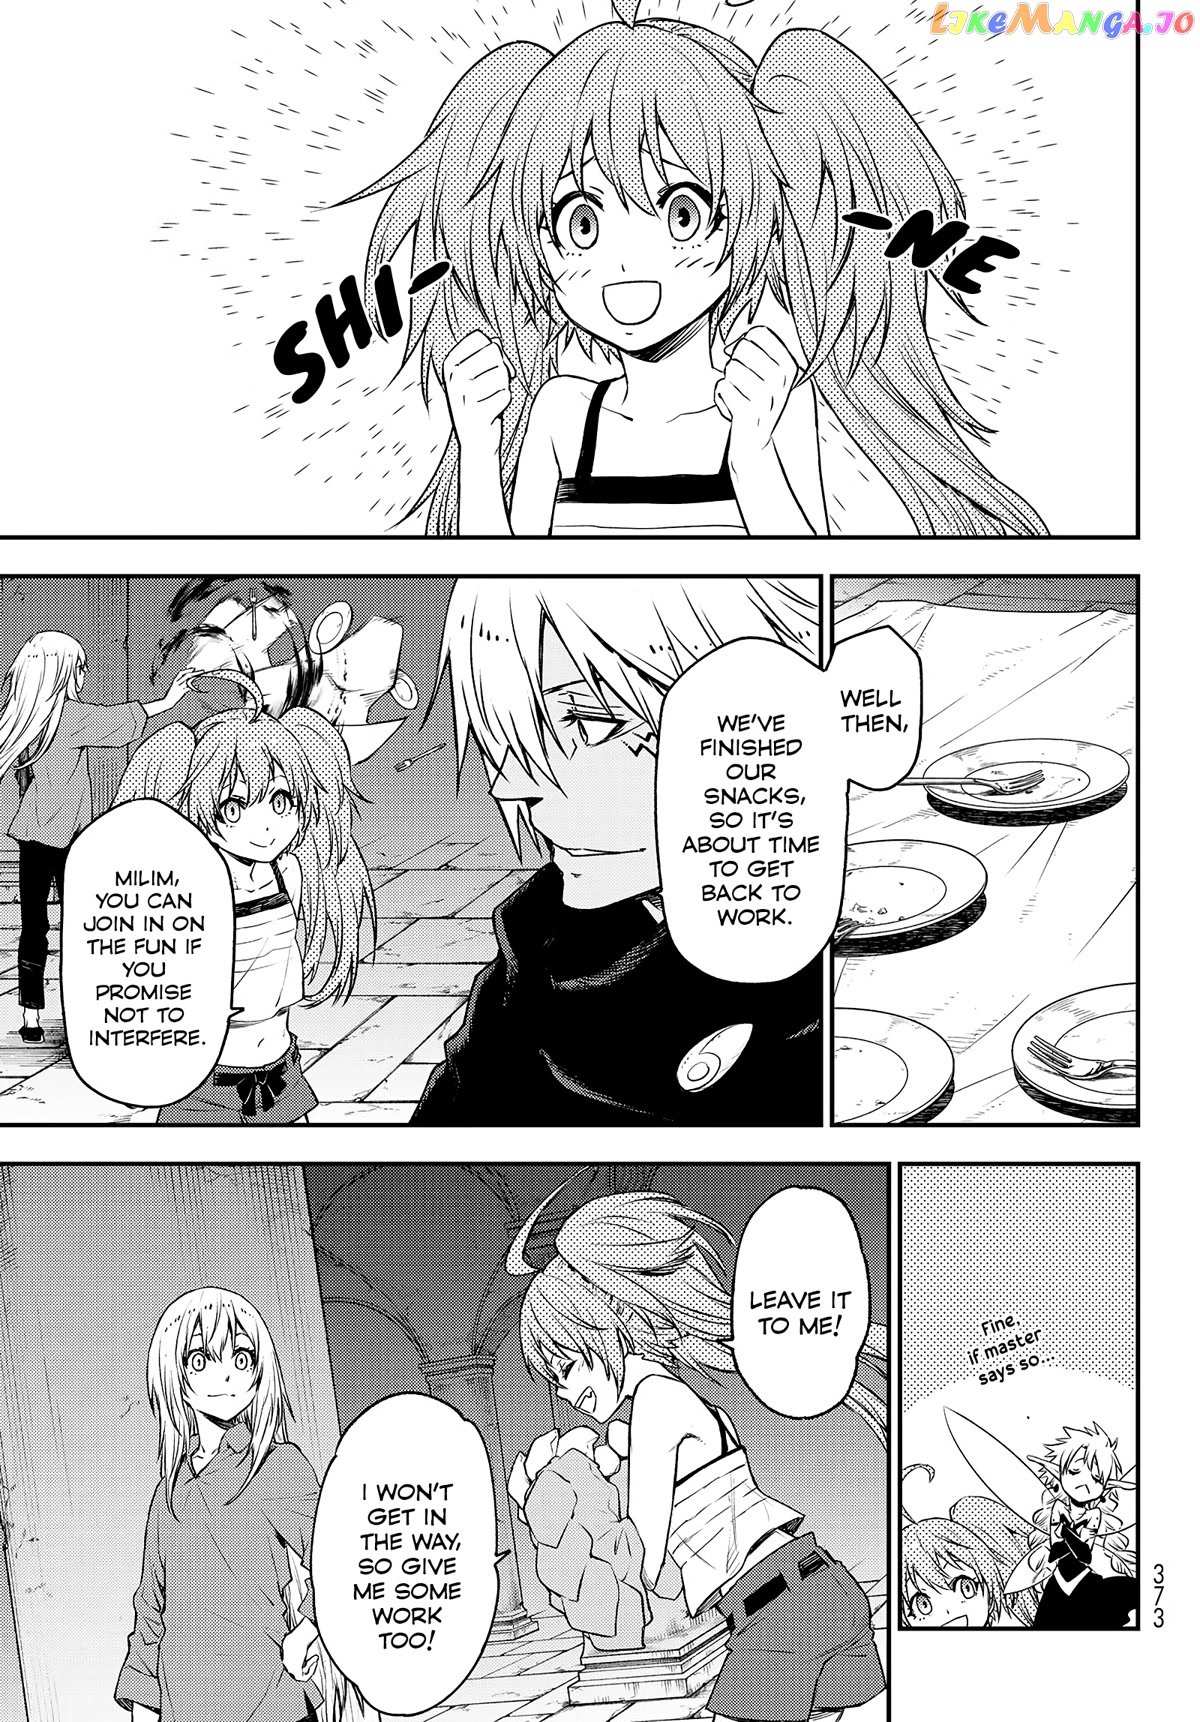 LIKEMANGA.IO
SHI-
-NE
WELL
THEN,
WE'VE
FINISHED
OUR
SNACKS,
SO IT'S
ABOUT TIME
TO GET
BACK TO
WORK.
MILIM,
YOU CAN
JOIN IN ON
THE FUN IF
YOU
PROMISE
NOT TO
INTERFERE.
Fine.
if master
says so...
LEAVE IT
TO ME!
I WON'T
GET IN
THE WAY,
SO GIVE
ME SOME
WORK
TOO!
373